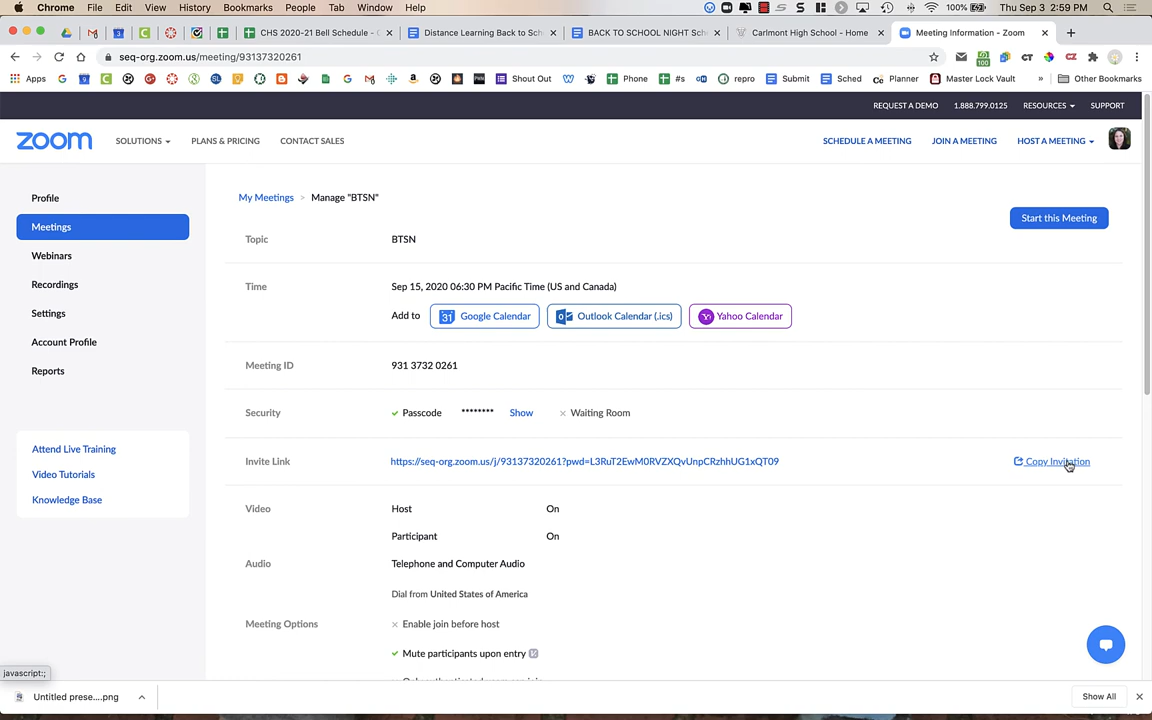 Chrome File Edit View History Bookmarks People Tab Window Help 100% Thu Sep 3 2:59 PM
CHS 2020-21 Bell Schedule - Distance Learning Back to Sch BACK TO SCHOOL NIGHT Sche Carlmont High School - Home Meeting Information - Zoom
seq-org.zoom.us/meeting/93137320261
Apps Shout Out Phone #s repro Submit Sched Planner Master Lock Vault » Other Bookmarks
REQUEST A DEMO 1.888.799.0125 RESOURCES SUPPORT
zoom SOLUTIONS PLANS & PRICING CONTACT SALES SCHEDULE A MEETING JOIN A MEETING HOST A MEETING
Profile
Meetings
Webinars
Recordings
Settings
Account Profile
Reports
Attend Live Training
Video Tutorials
Knowledge Base
My Meetings > Manage "BTSN"
Start this Meeting
Topic BTSN
Time Sep 15, 2020 06:30 PM Pacific Time (US and Canada)
Add to 31 Google Calendar Outlook Calendar (.ics) Yahoo Calendar
Meeting ID 931 3732 0261
Security Passcode ******** Show Waiting Room
Invite Link https://seq-org.zoom.us/j/93137320261?pwd=L3RuT2EwM0RVZXQvUnpCRzhhUG1xQT09 Copy Invitation
Video Host On
Participant On
Audio Telephone and Computer Audio
Dial from United States of America
Meeting Options Enable join before host
Mute participants upon entry
javascript:;
Untitled prese....png Show All